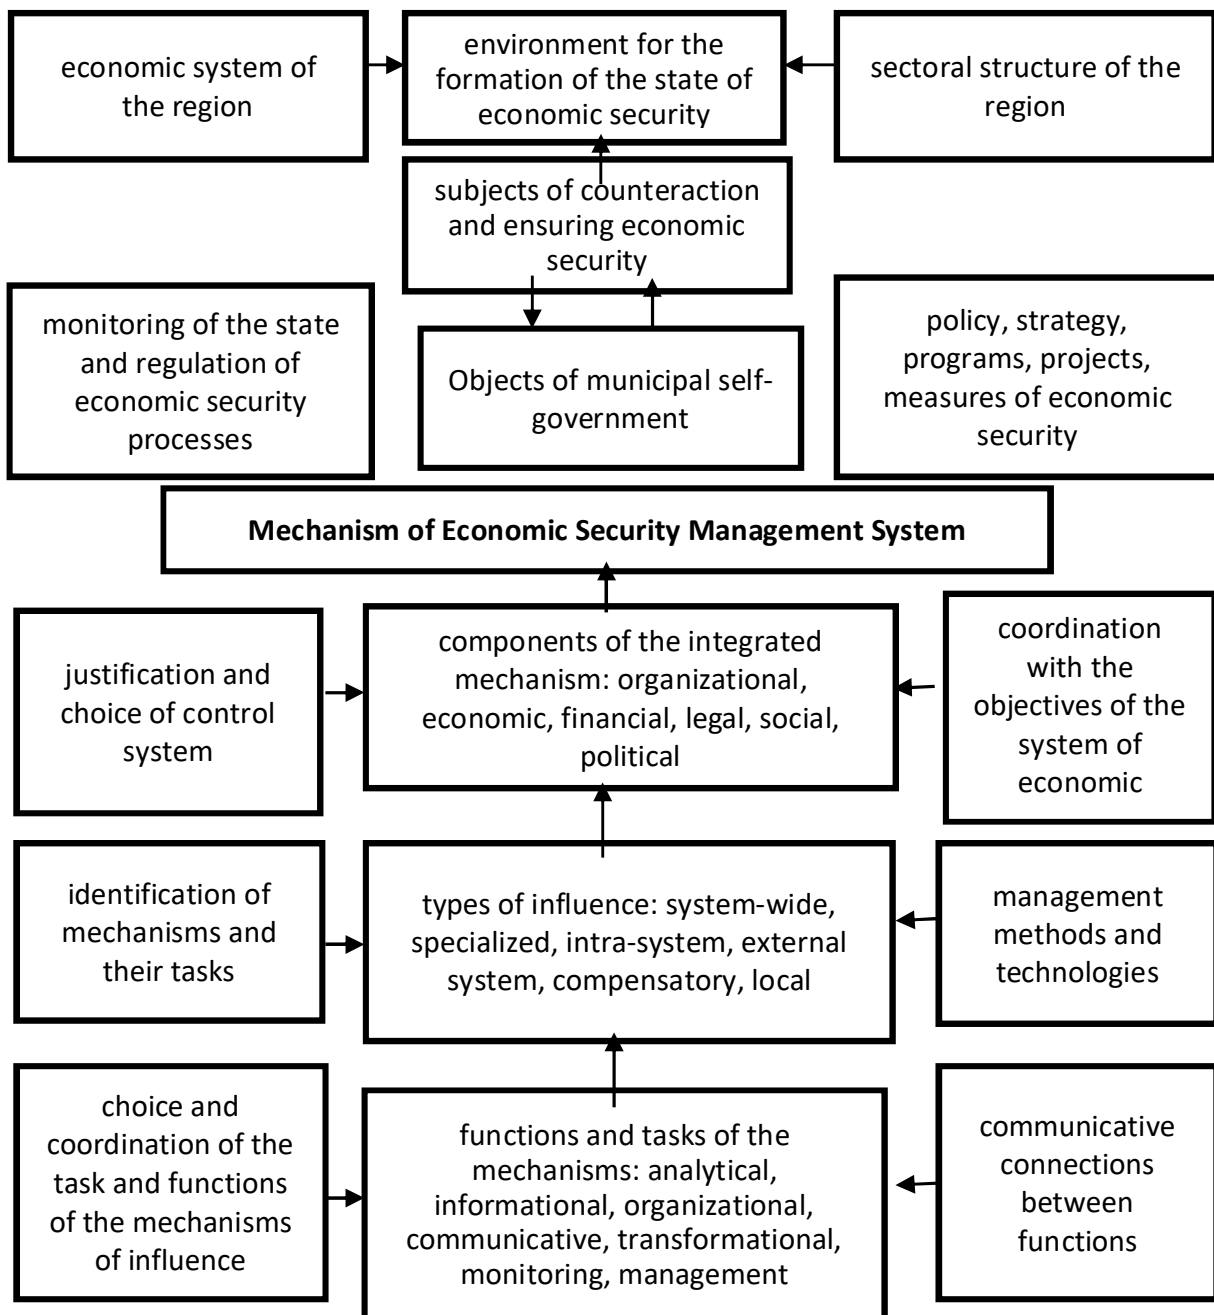 economic system of
the region
environment for the
formation of the state of
economic security
sectoral structure of the
region
subjects of counteraction
and ensuring economic
security
monitoring of the state
and regulation of
economic security
processes
Objects of municipal self-
government
policy, strategy,
programs, projects,
measures of economic
security
Mechanism of Economic Security Management System
justification and
choice of control
system
components of the integrated
mechanism: organizational,
economic, financial, legal, social,
political
coordination
with the
objectives of the
system of
economic
identification of
mechanisms and
their tasks
types of influence: system-wide,
specialized, intra-system, external
system, compensatory, local
management
methods and
technologies
choice and
coordination of the
task and functions
of the mechanisms
of influence
functions and tasks of the
mechanisms: analytical,
informational, organizational,
communicative, transformational,
monitoring, management
communicative
connections
between
functions